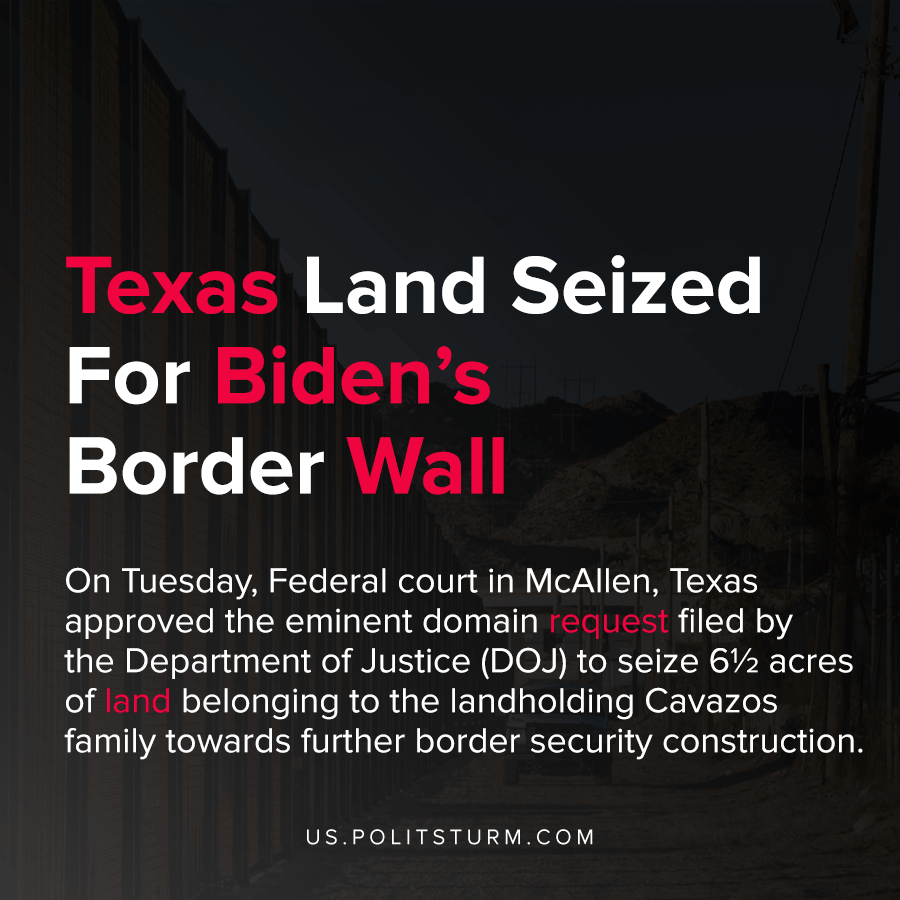 Texas Land Seized
For Biden’s
Border Wall
On Tuesday, Federal court in McAllen, Texas
approved the eminent domain request filed by
the Department of Justice (DOJ) to seize 6½ acres
of land belonging to the landholding Cavazos
family towards further border security construction.
US.POLITSTURM.COM